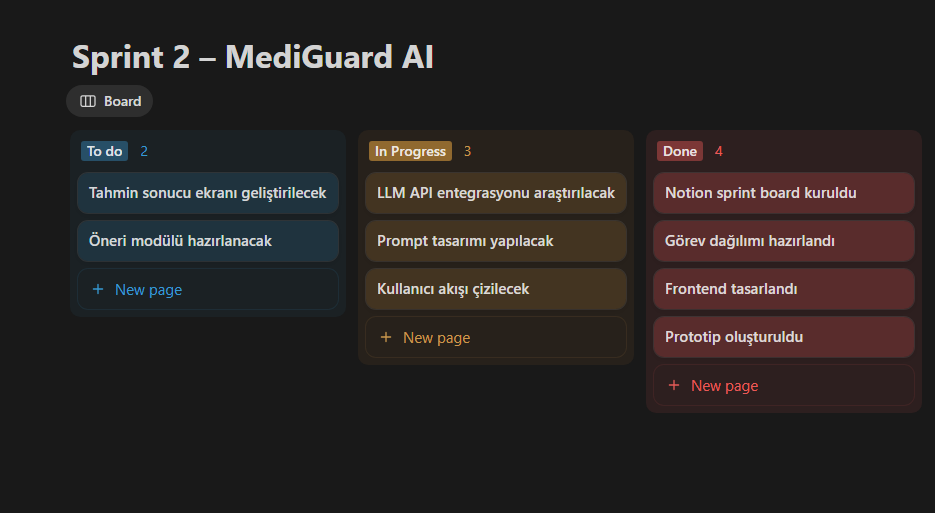 Sprint 2 – MediGuard AI
Board
To do 2
Tahmin sonucu ekranı geliştirilecek
Öneri modülü hazırlanacak
+ New page
In Progress 3
LLM API entegrasyonu araştırılacak
Prompt tasarımı yapılacak
Kullanıcı akışı çizilecek
+ New page
Done 4
Notion sprint board kuruldu
Görev dağılımı hazırlandı
Frontend tasarlandı
Prototip oluşturuldu
+ New page